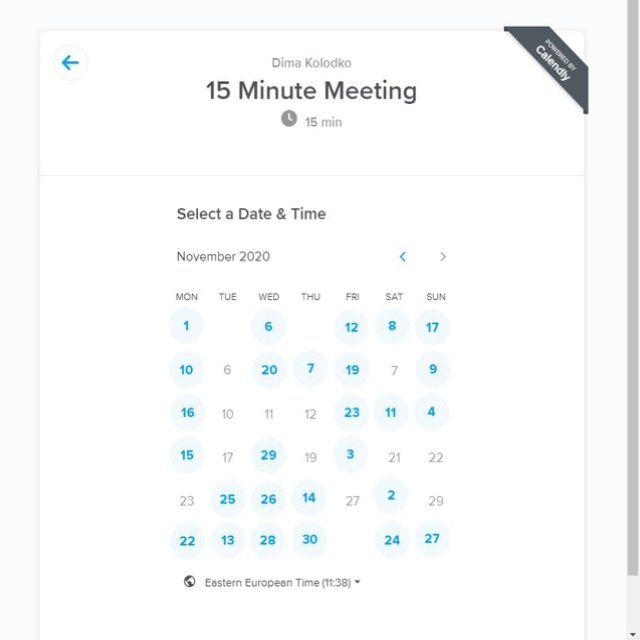 Dima Kolodko
POWERED BY
Calendly
15 Minute Meeting
15 min
Select a Date & Time
November 2020
MON TUE WED THU FRI SAT SUN
1 6 12 8 17
10 6 20 7 19 7 9
16 10 11 12 23 11 4
15 17 29 19 3 21 22
23 25 26 14 27 2 29
22 13 28 30 24 27
Eastern European Time (11:38)